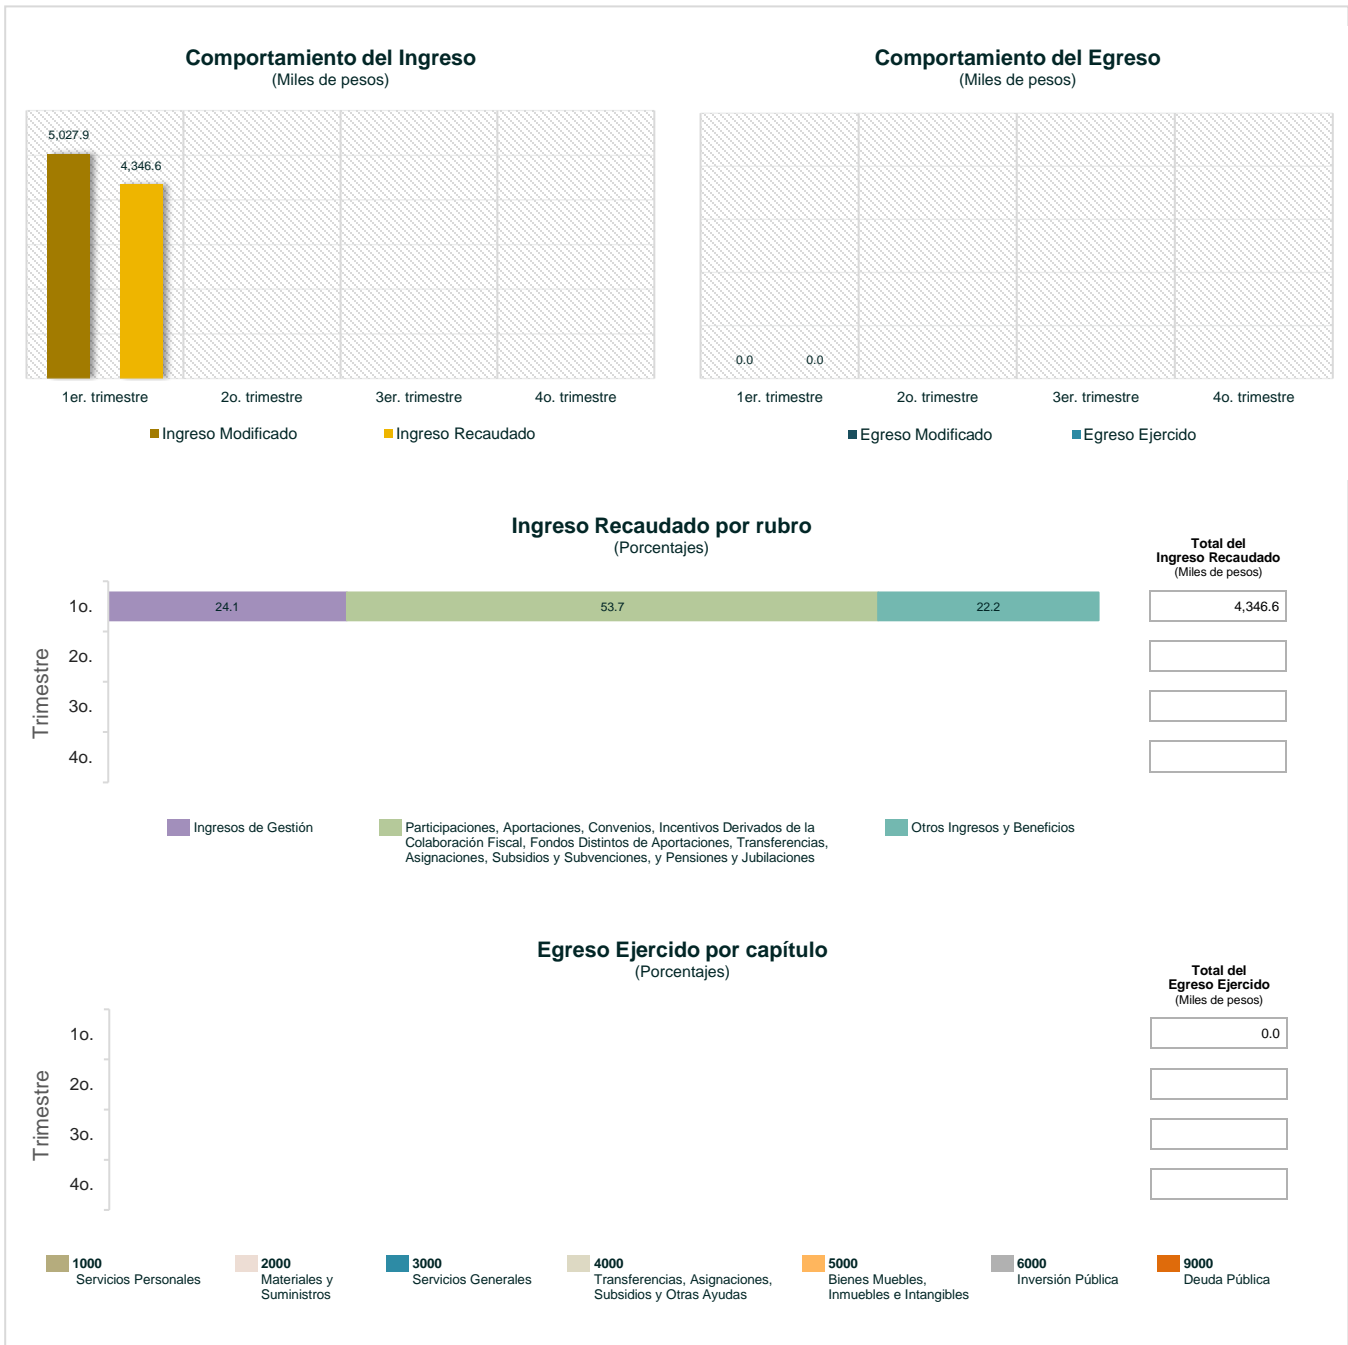 Comportamiento del Ingreso
(Miles de pesos)
5,027.9
4,346.6
1er. trimestre
2o. trimestre
3er. trimestre
4o. trimestre
Ingreso Modificado
Ingreso Recaudado
Comportamiento del Egreso
(Miles de pesos)
0.0
0.0
1er. trimestre
2o. trimestre
3er. trimestre
4o. trimestre
Egreso Modificado
Egreso Ejercido
Ingreso Recaudado por rubro
(Porcentajes)
Total del
Ingreso Recaudado
(Miles de pesos)
Trimestre
1o.
24.1
53.7
22.2
4,346.6
2o.
3o.
4o.
Ingresos de Gestión
Participaciones, Aportaciones, Convenios, Incentivos Derivados de la
Colaboración Fiscal, Fondos Distintos de Aportaciones, Transferencias,
Asignaciones, Subsidios y Subvenciones, y Pensiones y Jubilaciones
Otros Ingresos y Beneficios
Egreso Ejercido por capítulo
(Porcentajes)
Total del
Egreso Ejercido
(Miles de pesos)
Trimestre
1o.
0.0
2o.
3o.
4o.
1000
Servicios Personales
2000
Materiales y
Suministros
3000
Servicios Generales
4000
Transferencias, Asignaciones,
Subsidios y Otras Ayudas
5000
Bienes Muebles,
Inmuebles e Intangibles
6000
Inversión Pública
9000
Deuda Pública